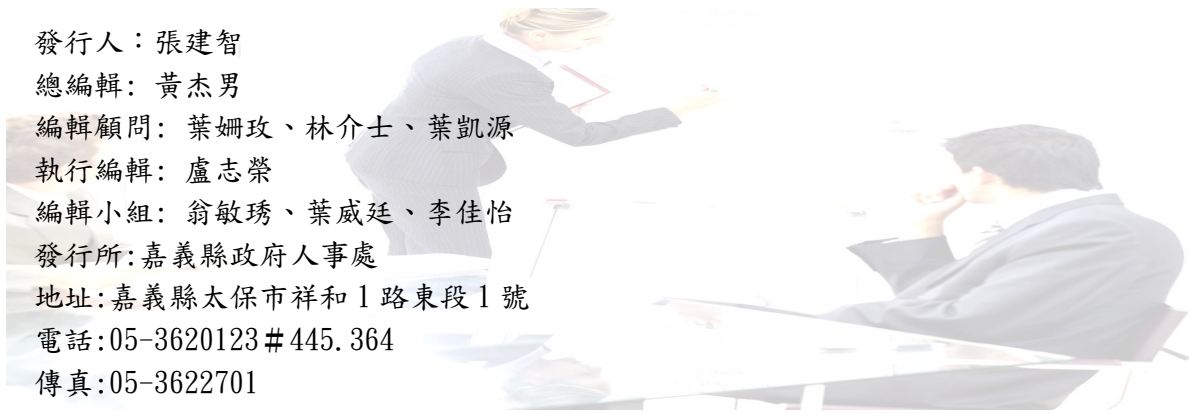 發行人：張建智
總編輯: 黃杰男
編輯顧問: 葉姍玫、林介士、葉凱源
執行編輯: 盧志榮
編輯小組: 翁敏琇、葉威廷、李佳怡
發行所:嘉義縣政府人事處
地址:嘉義縣太保市祥和1路東段1號
電話:05-3620123＃445.364
傳真:05-3622701